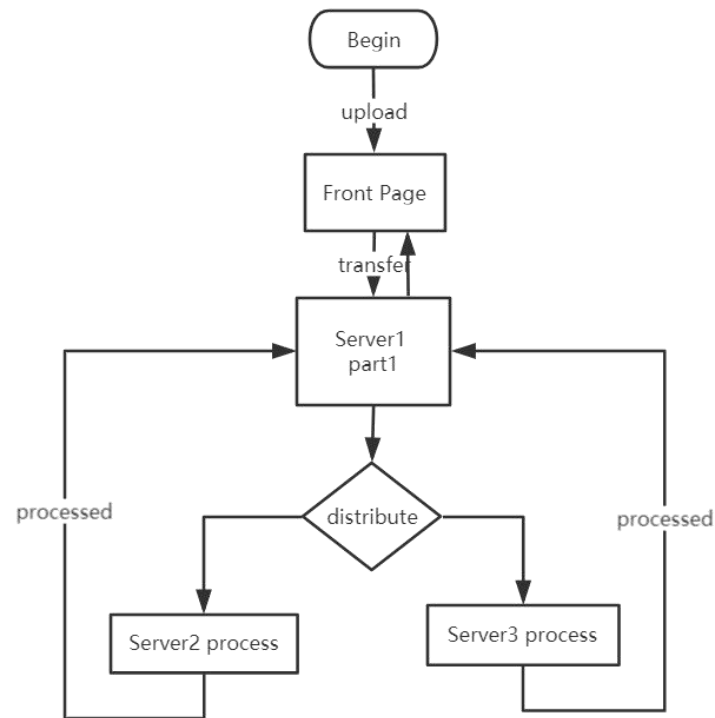 Begin
upload
Front Page
transfer
Server1
part1
distribute
processed
processed
Server2 process
Server3 process